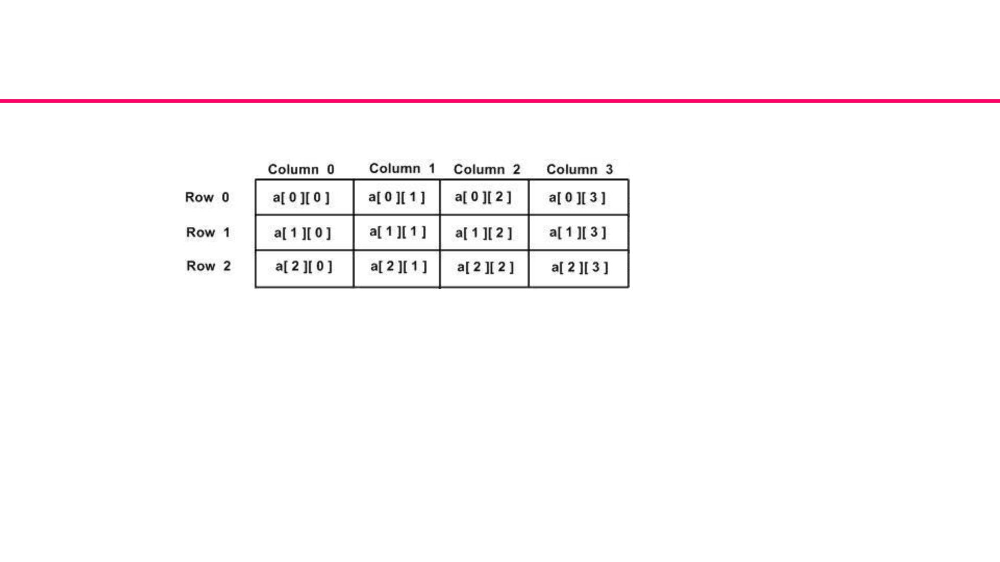 Column 0 Column 1 Column 2 Column 3
Row 0 a[ 0 ][ 0 ] a[ 0 ][ 1 ] a[ 0 ][ 2 ] a[ 0 ][ 3 ]
Row 1 a[ 1 ][ 0 ] a[ 1 ][ 1 ] a[ 1 ][ 2 ] a[ 1 ][ 3 ]
Row 2 a[ 2 ][ 0 ] a[ 2 ][ 1 ] a[ 2 ][ 2 ] a[ 2 ][ 3 ]